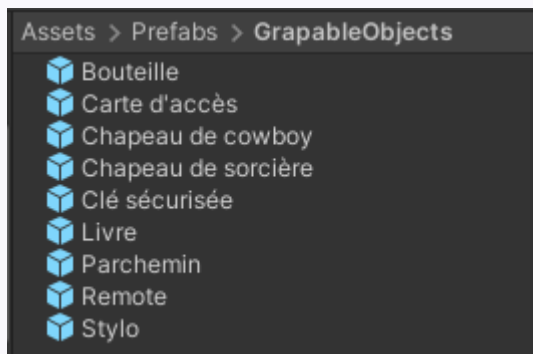 Assets > Prefabs > GrapableObjects
Bouteille
Carte d'accès
Chapeau de cowboy
Chapeau de sorcière
Clé sécurisée
Livre
Parchemin
Remote
Stylo